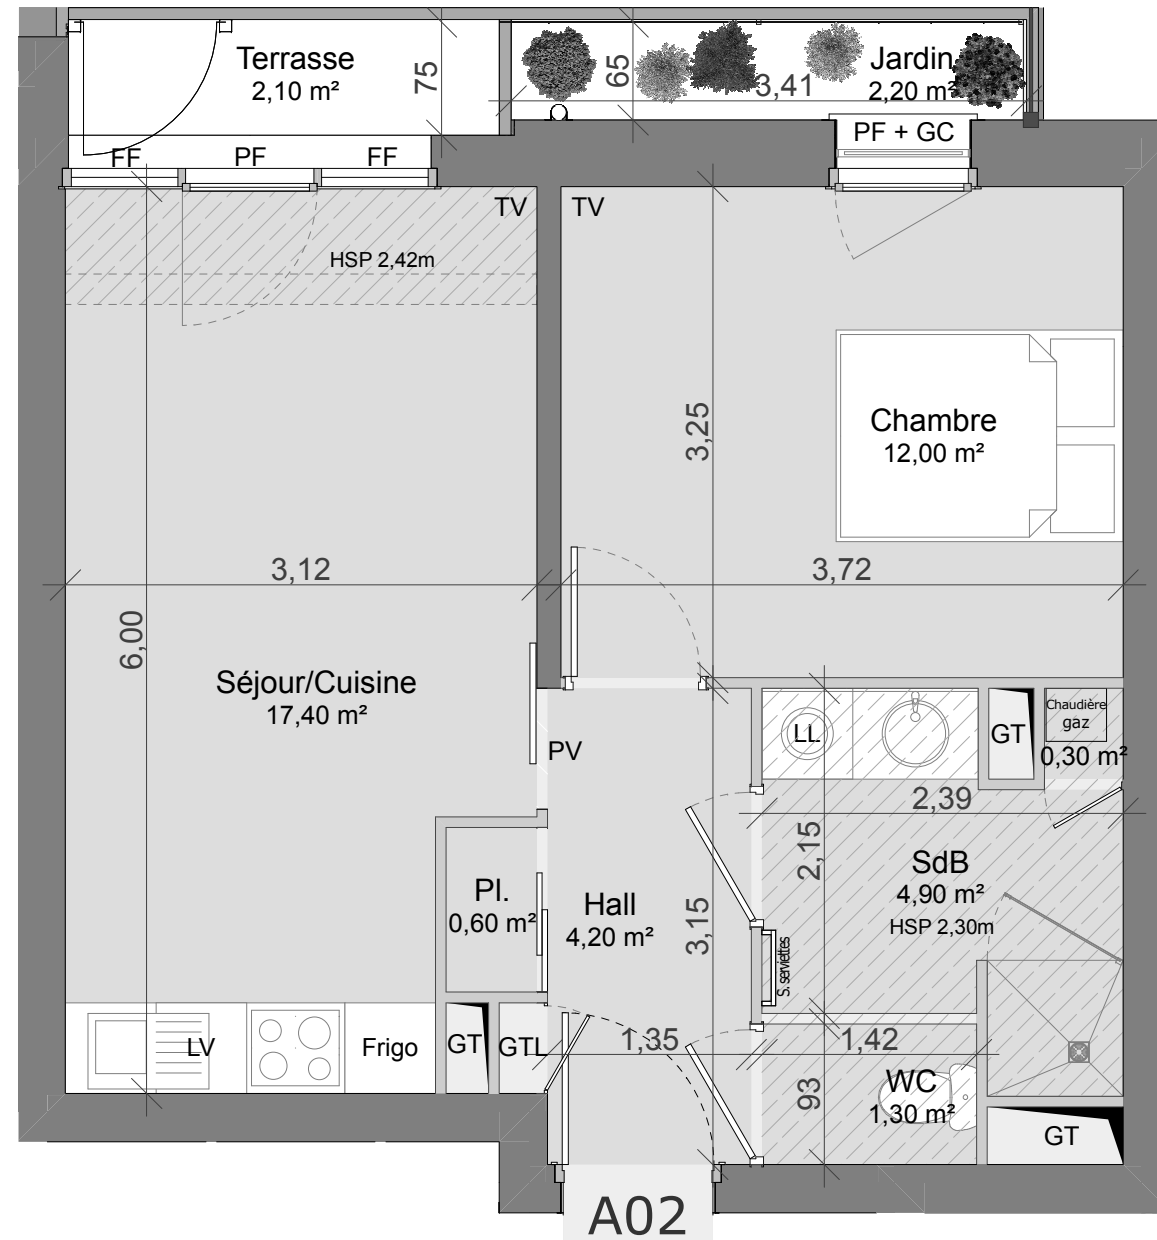 Terrasse
2,10 m²
75
65
3,41
Jardin
2,20 m²
FF
PF
FF
PF + GC
TV
TV
HSP 2,42m
Chambre
12,00 m²
3,25
3,12
3,72
6,00
Séjour/Cuisine
17,40 m²
PV
LL
GT
Chaudière
gaz
0,30 m²
2,39
2,15
SdB
4,90 m²
HSP 2,30m
Pl.
0,60 m²
Hall
4,20 m²
3,15
S. serviettes
LV
Frigo
GT
GTL
1,35
1,42
93
WC
1,30 m²
GT
A02